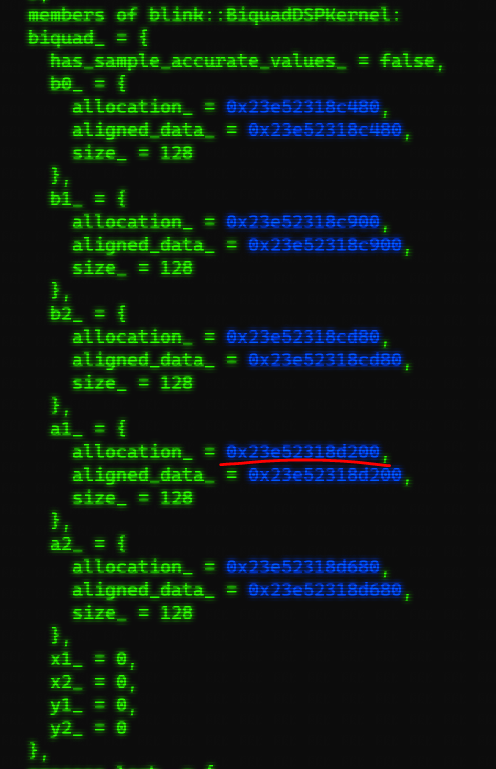 members of blink::BiquadDSPKernel:
biquad_ = {
has_sample_accurate_values_ = false,
b0_ = {
allocation_ = 0x23e52318c480,
aligned_data_ = 0x23e52318c480,
size_ = 128
},
b1_ = {
allocation_ = 0x23e52318c900,
aligned_data_ = 0x23e52318c900,
size_ = 128
},
b2_ = {
allocation_ = 0x23e52318cd80,
aligned_data_ = 0x23e52318cd80,
size_ = 128
},
a1_ = {
allocation_ = 0x23e52318d200,
aligned_data_ = 0x23e52318d200,
size_ = 128
},
a2_ = {
allocation_ = 0x23e52318d680,
aligned_data_ = 0x23e52318d680,
size_ = 128
},
x1_ = 0,
x2_ = 0,
y1_ = 0,
y2_ = 0
},